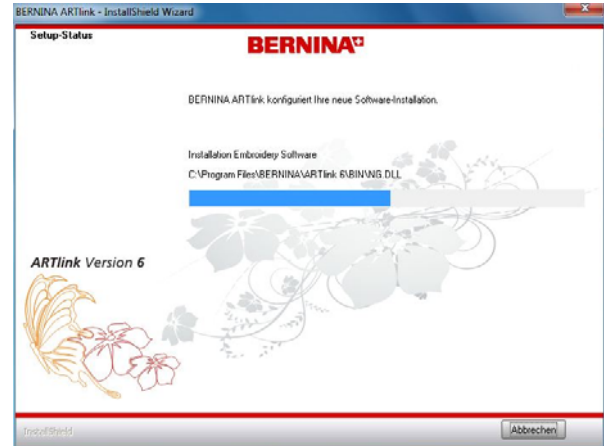 BERNINA ARTlink - InstallShield Wizard
Setup-Status
BERNINA
BERNINA ARTlink konfiguriert Ihre neue Software-Installation.
Installation Embroidery Software
C:\Program Files\BERNINA\ARTlink 6\BIN\NG.DLL
ARTlink Version 6
InstallShield
Abbrechen